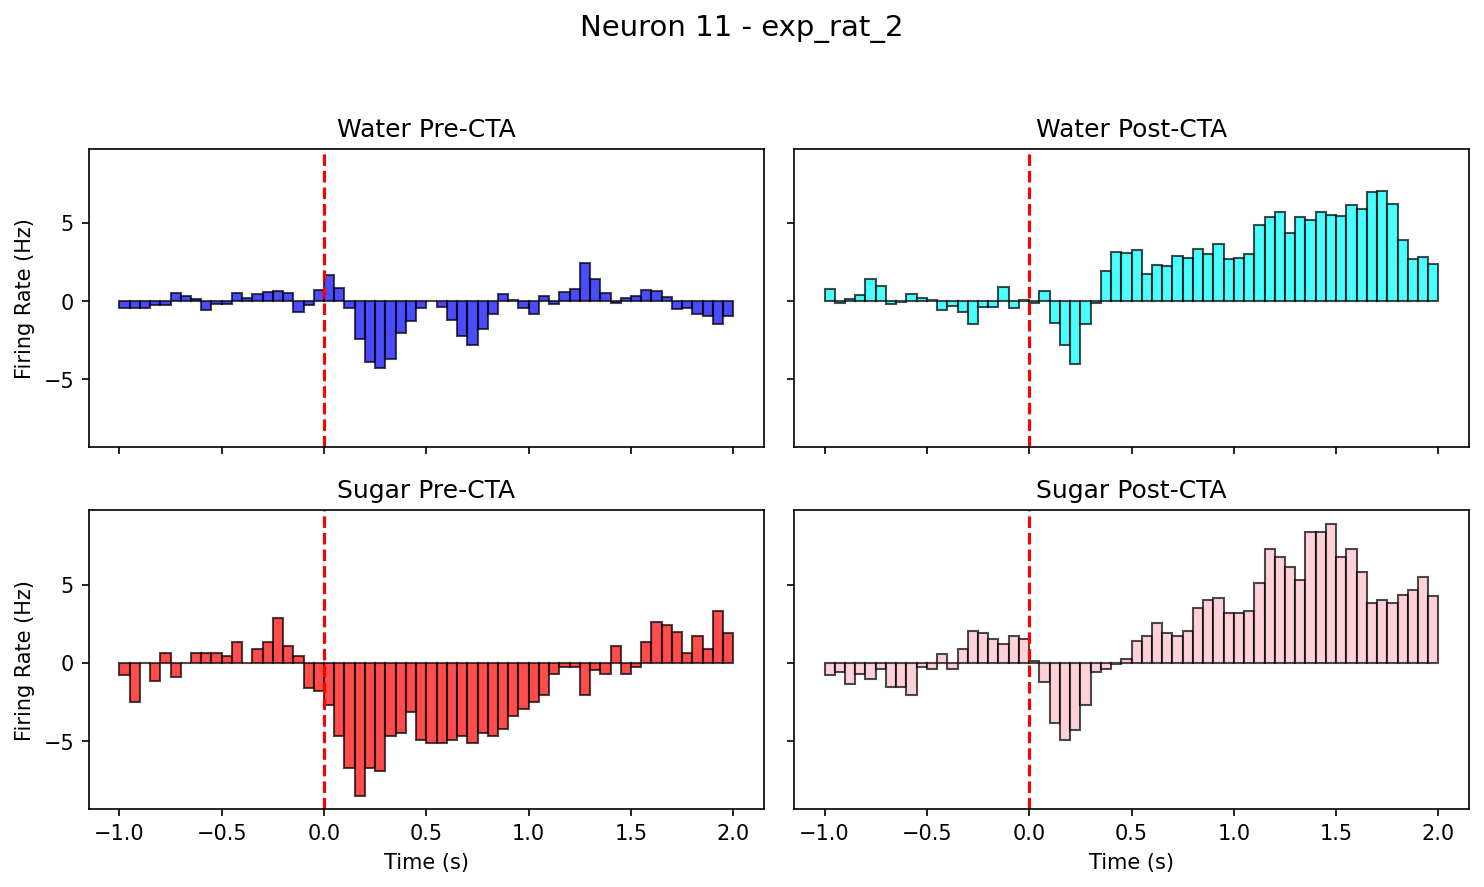 Neuron 11 - exp_rat_2
Water Pre-CTA
Water Post-CTA
Firing Rate (Hz)
5
0
−5
Sugar Pre-CTA
Sugar Post-CTA
Firing Rate (Hz)
5
0
−5
−1.0 −0.5 0.0 0.5 1.0 1.5 2.0
−1.0 −0.5 0.0 0.5 1.0 1.5 2.0
Time (s)
Time (s)